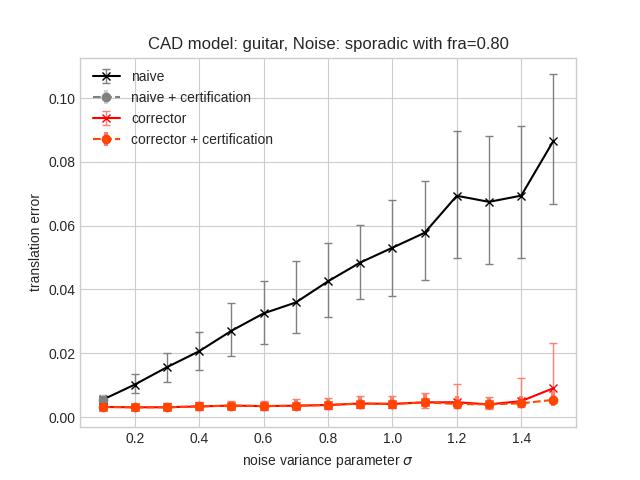 CAD model: guitar, Noise: sporadic with fra=0.80
naive
naive + certification
corrector
corrector + certification
translation error
0.10
0.08
0.06
0.04
0.02
0.00
0.2 0.4 0.6 0.8 1.0 1.2 1.4
noise variance parameter σ